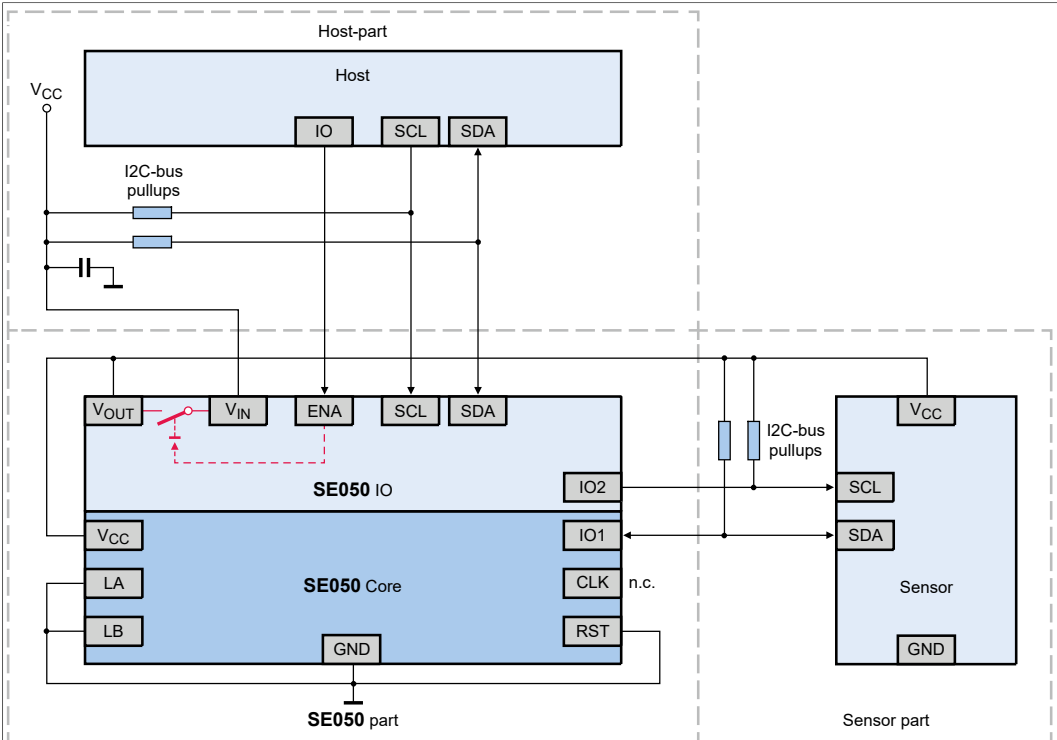 Host-part
Host
VCC
IO
SCL
SDA
I2C-bus
pullups
VOUT
VIN
ENA
SCL
SDA
VCC
I2C-bus
pullups
SE050 IO
IO2
SCL
VCC
IO1
SDA
LA
SE050 Core
CLK
n.c.
Sensor
LB
RST
GND
GND
SE050 part
Sensor part